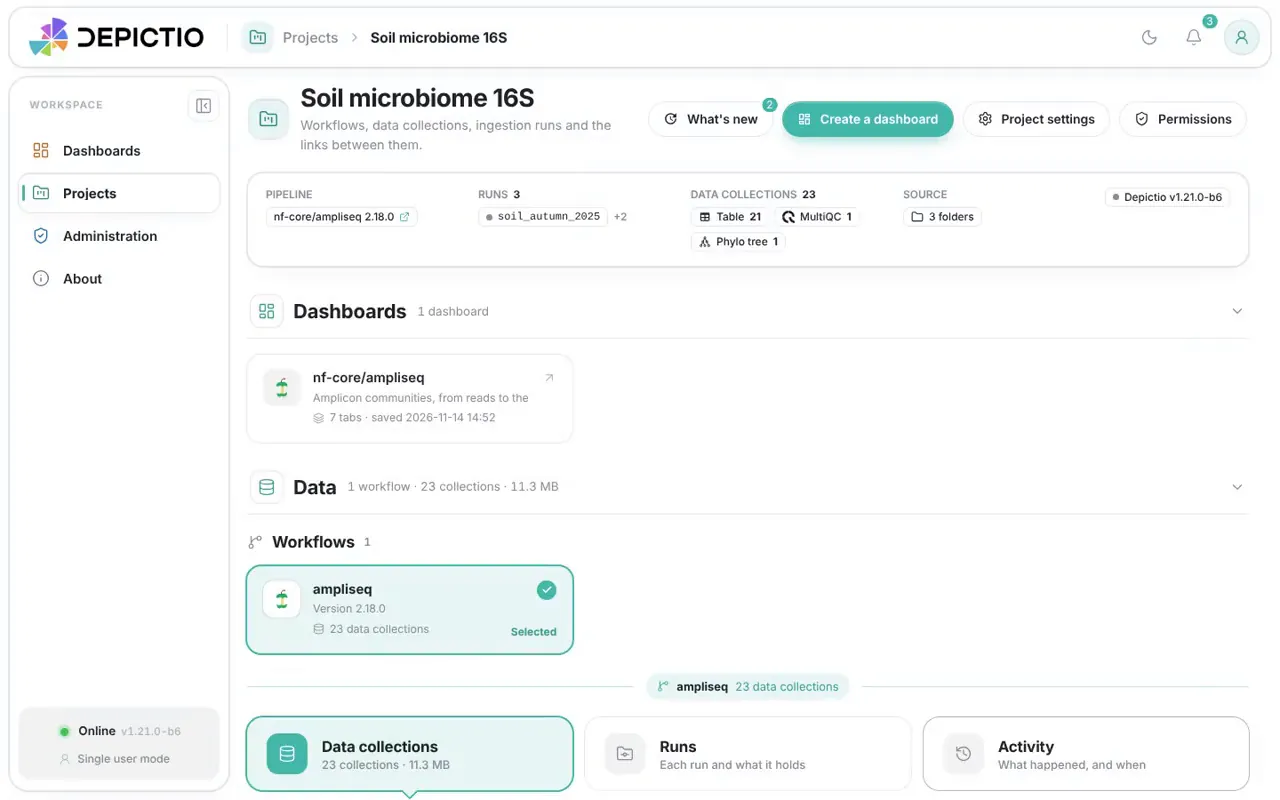 DEPICTIO
Projects > Soil microbiome 16S
3
WORKSPACE
Dashboards
Projects
Administration
About
Online v1.21.0-b6
Single user mode
Soil microbiome 16S
Workflows, data collections, ingestion runs and the
links between them.
What's new 2
Create a dashboard
Project settings
Permissions
PIPELINE
nf-core/ampliseq 2.18.0
RUNS 3
soil_autumn_2025 +2
DATA COLLECTIONS 23
Table 21 MultiQC 1
Phylo tree 1
SOURCE
3 folders
Depictio v1.21.0-b6
Dashboards 1 dashboard
nf-core/ampliseq
Amplicon communities, from reads to the
7 tabs · saved 2026-11-14 14:52
Data 1 workflow · 23 collections · 11.3 MB
Workflows 1
ampliseq
Version 2.18.0
23 data collections
Selected
ampliseq 23 data collections
Data collections
23 collections · 11.3 MB
Runs
Each run and what it holds
Activity
What happened, and when